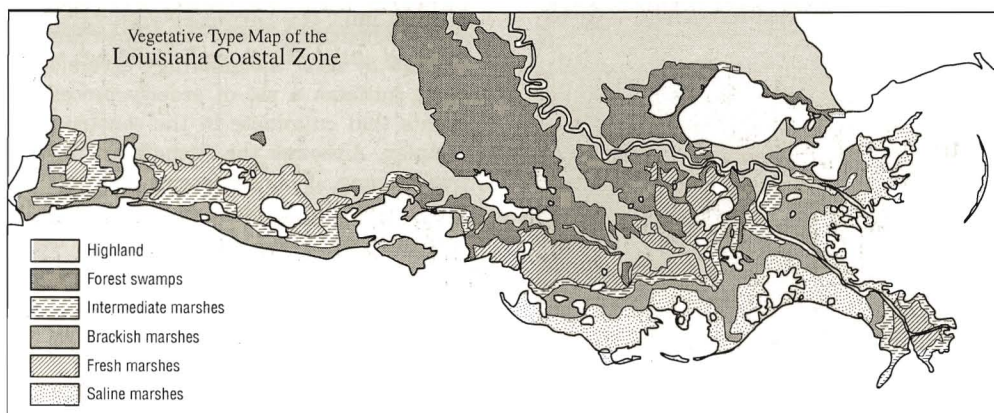 Vegetative Type Map of the
Louisiana Coastal Zone
Highland
Forest swamps
Intermediate marshes
Brackish marshes
Fresh marshes
Saline marshes